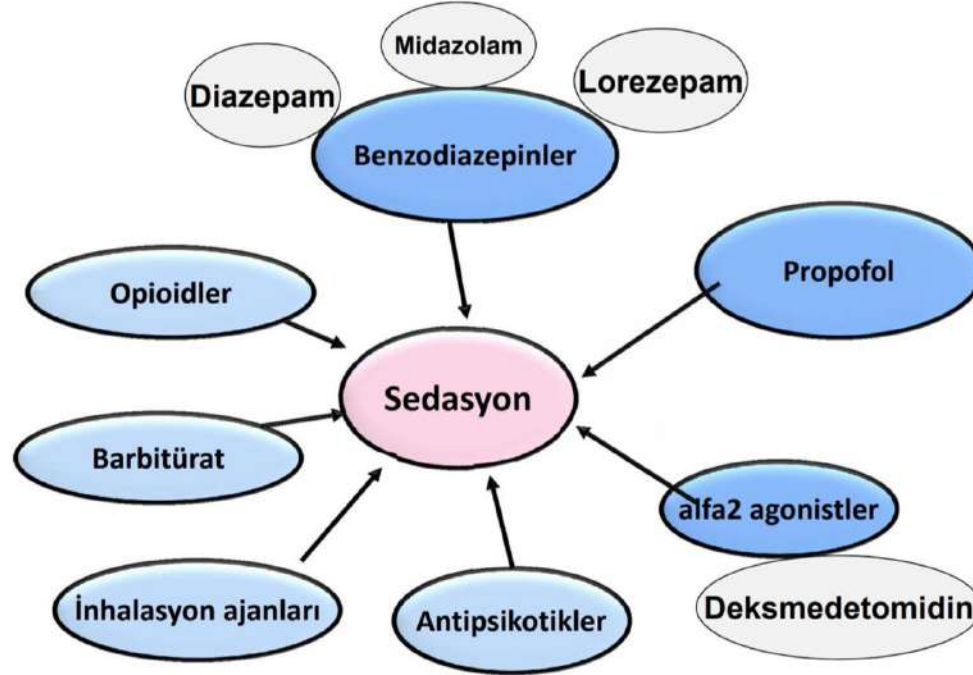 Midazolam
Diazepam
Lorezepam
Benzodiazepinler
Opioidler
Propofol
Sedasyon
Barbitürat
alfa2 agonistler
İnhalasyon ajanları
Antipsikotikler
Deksmedetomidin